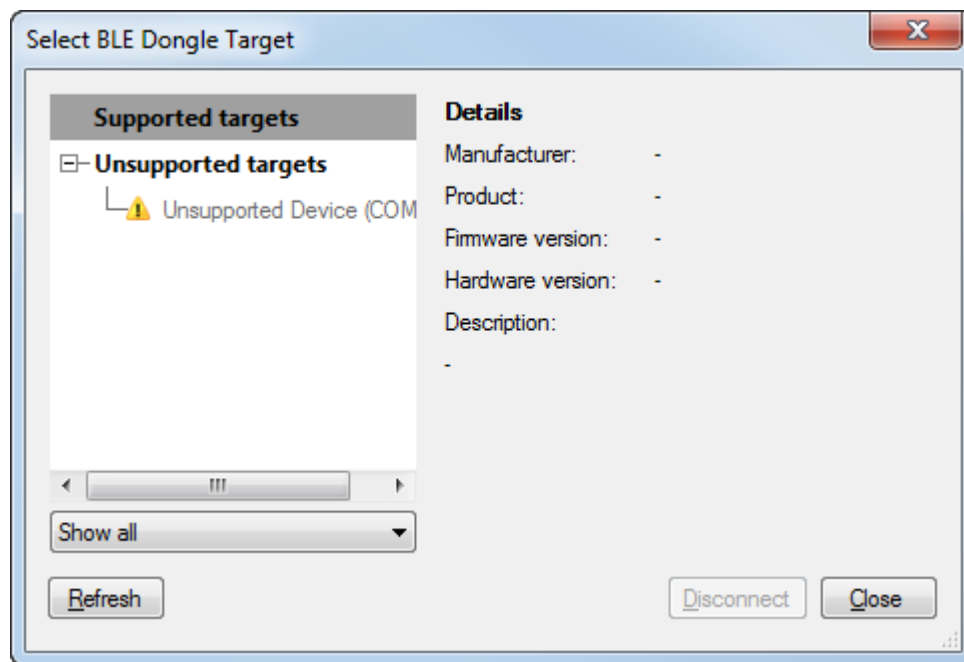 Select BLE Dongle Target
Supported targets
Unsupported targets
Unsupported Device (COM
Show all
Refresh
Details
Manufacturer: -
Product: -
Firmware version: -
Hardware version: -
Description:
-
Disconnect
Close